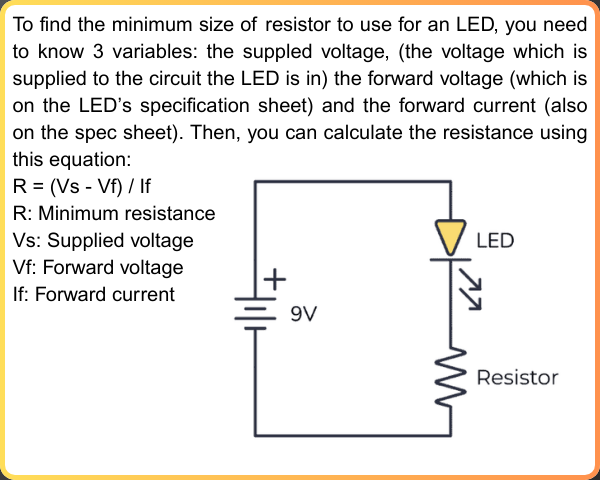 To find the minimum size of resistor to use for an LED, you need
to know 3 variables: the suppled voltage, (the voltage which is
supplied to the circuit the LED is in) the forward voltage (which is
on the LED’s specification sheet) and the forward current (also
on the spec sheet). Then, you can calculate the resistance using
this equation:
R = (Vs - Vf) / If
R: Minimum resistance
Vs: Supplied voltage
Vf: Forward voltage
If: Forward current
LED
+
9V
Resistor